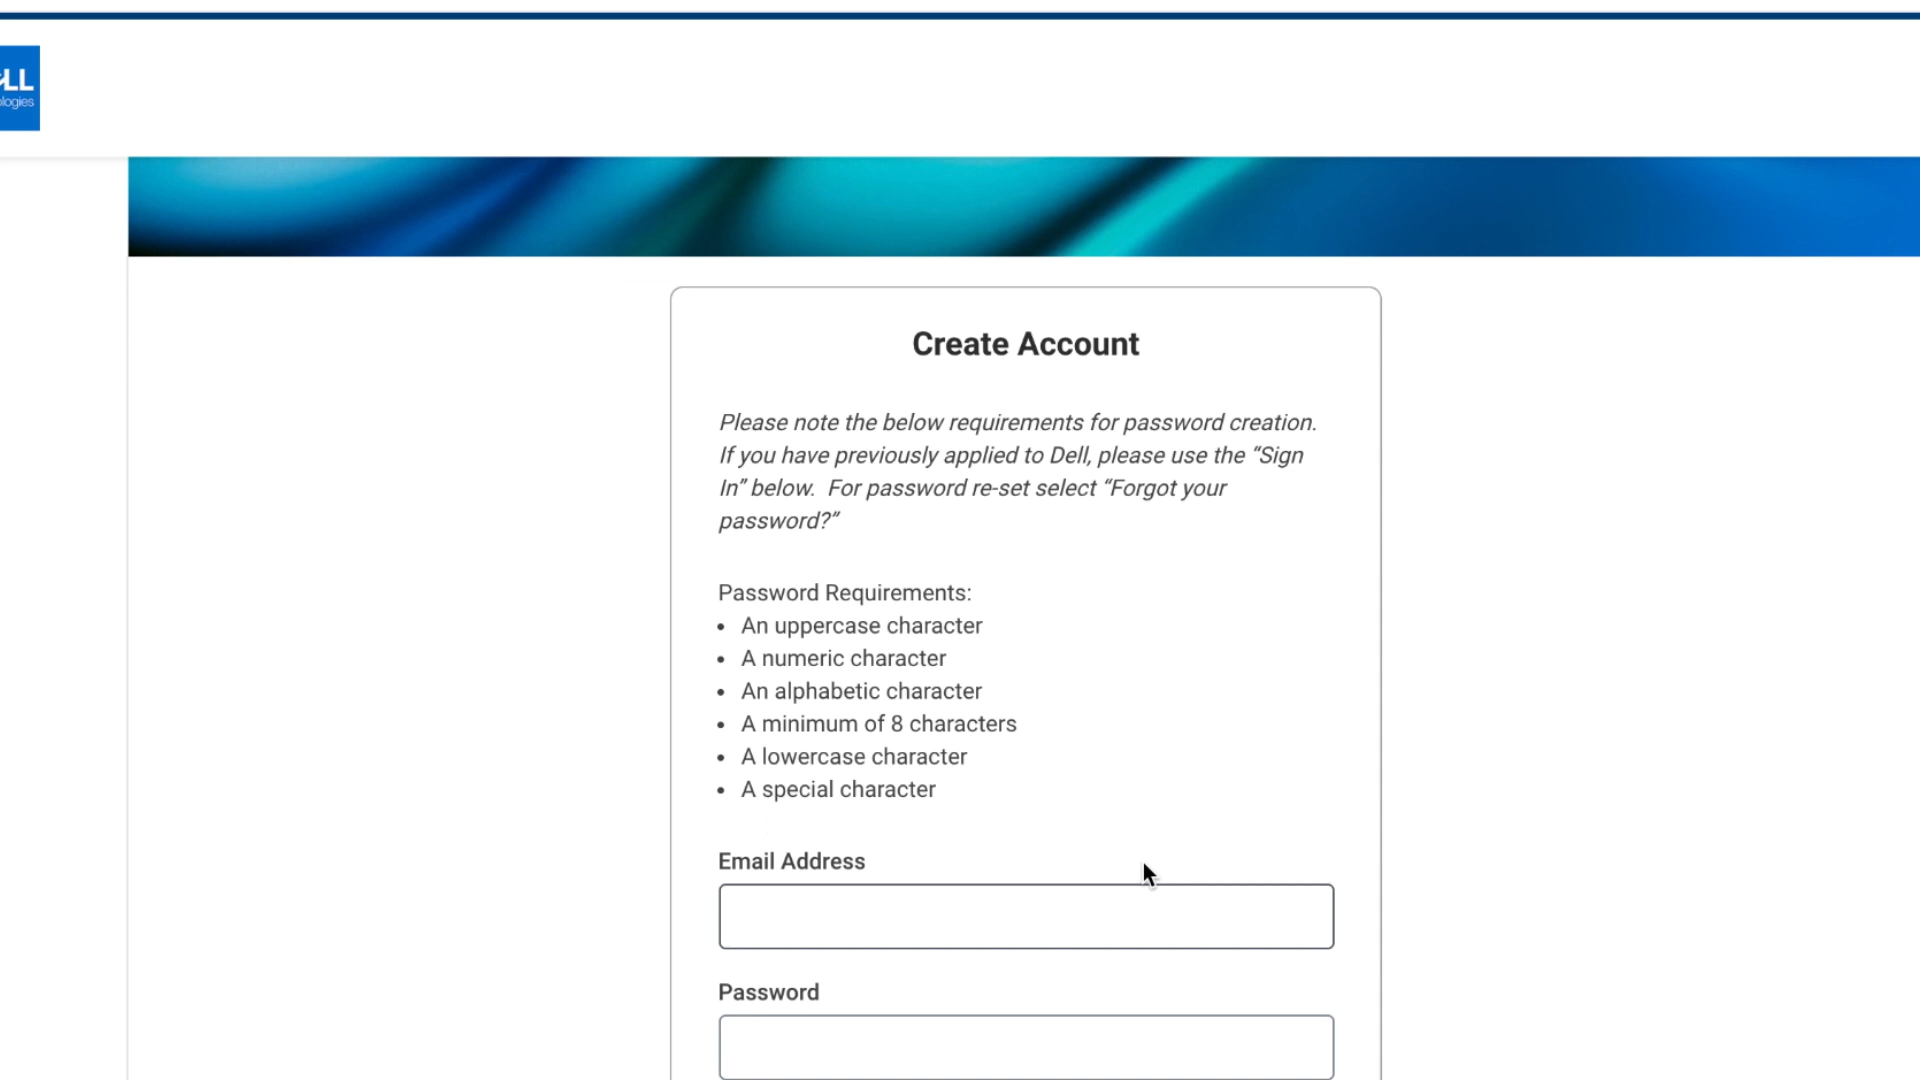 LL
ologies
Create Account
Please note the below requirements for password creation.
If you have previously applied to Dell, please use the “Sign
In” below.  For password re-set select “Forgot your
password?”
Password Requirements:
• An uppercase character
• A numeric character
• An alphabetic character
• A minimum of 8 characters
• A lowercase character
• A special character
Email Address
Password